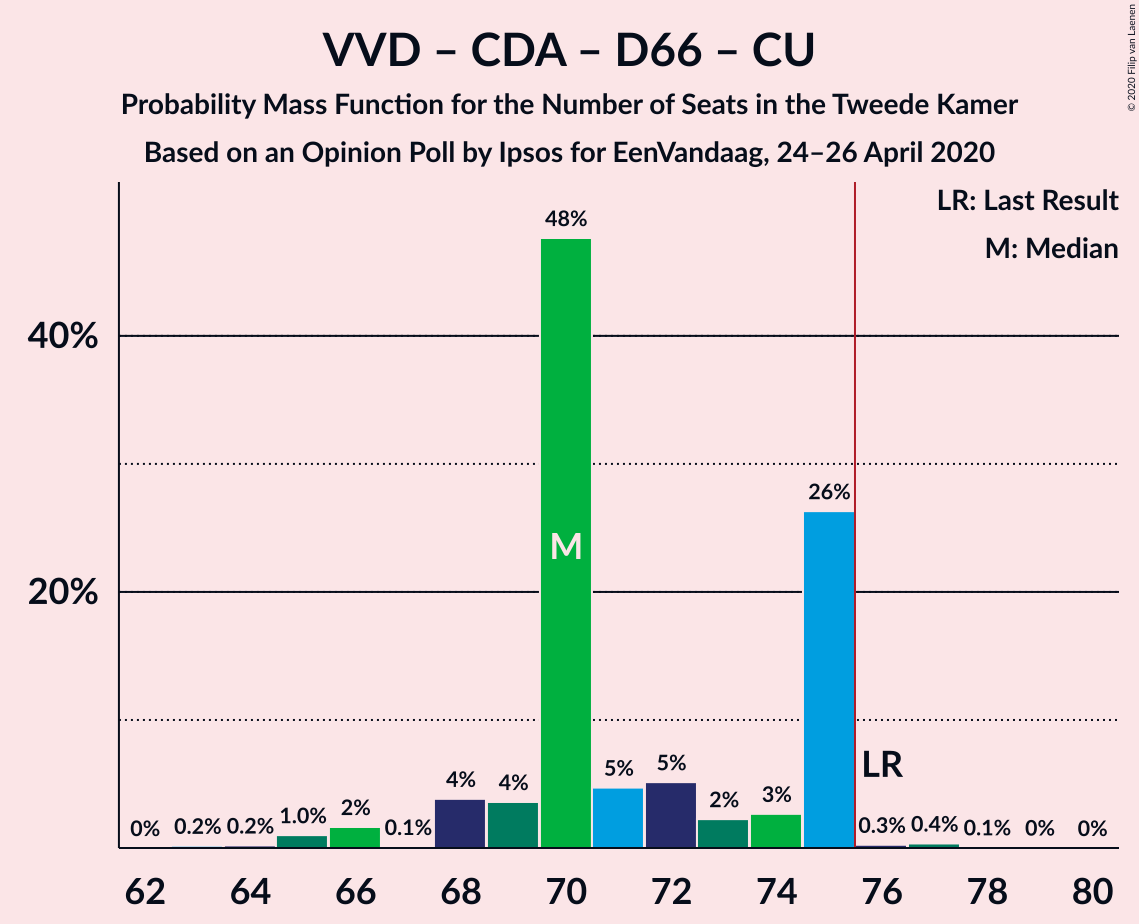 VVD – CDA – D66 – CU
Probability Mass Function for the Number of Seats in the Tweede Kamer
Based on an Opinion Poll by Ipsos for EenVandaag, 24–26 April 2020
© 2020 Filip van Laenen
LR: Last Result
M: Median
40%
20%
0% 0.2% 0.2% 1.0% 2% 0.1% 4% 4% 48% 5% 5% 2% 3% 26% 0.3% 0.4% 0.1% 0% 0%
M
LR
62 64 66 68 70 72 74 76 78 80